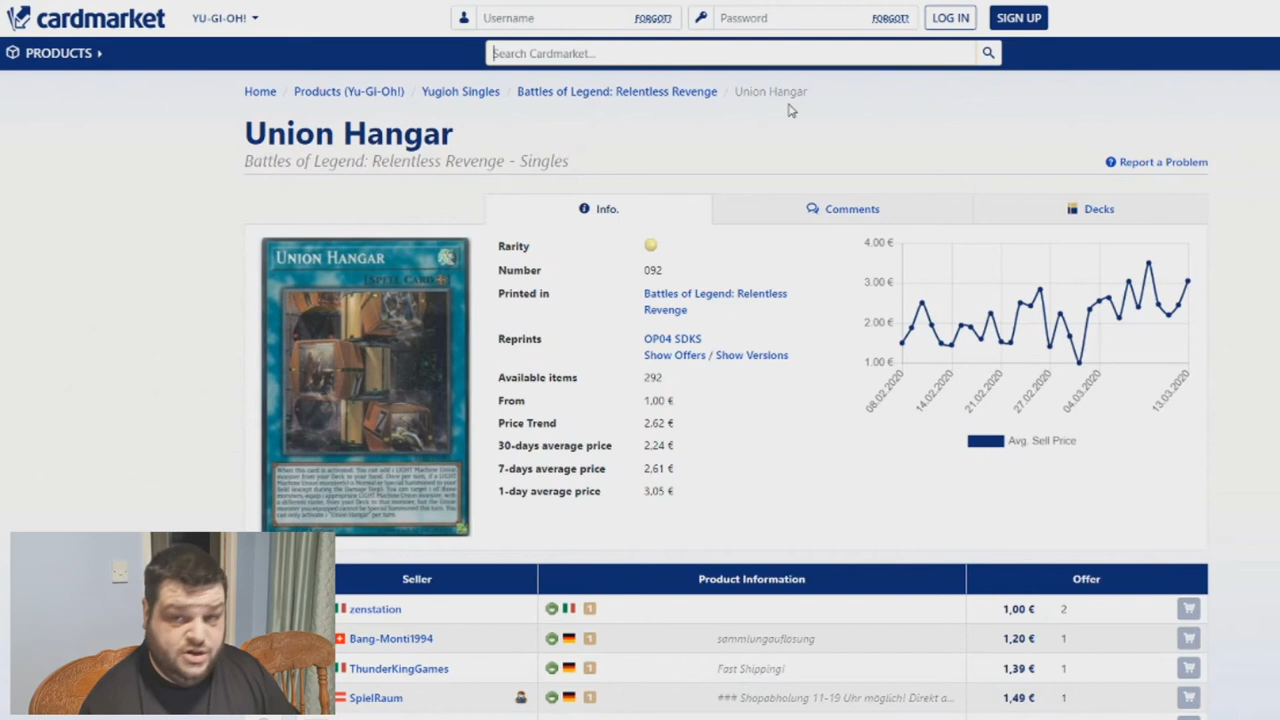 cardmarket
YU-GI-OH!
Username
FORGOT?
Password
FORGOT?
LOG IN
SIGN UP
PRODUCTS
Search Cardmarket...
Home / Products (Yu-Gi-Oh!) / Yugioh Singles / Battles of Legend: Relentless Revenge / Union Hangar
Union Hangar
Battles of Legend: Relentless Revenge - Singles
Report a Problem
Info.
Comments
Decks
UNION HANGAR
SPELL CARD
Rarity
Number 092
Printed in Battles of Legend: Relentless
Revenge
Reprints OP04 SDKS
Show Offers / Show Versions
Available items 292
From 1,00 €
Price Trend 2,62 €
30-days average price 2,24 €
7-days average price 2,61 €
1-day average price 3,05 €
4.00 €
3.00 €
2.00 €
1.00 €
08.02.2020
14.02.2020
21.02.2020
27.02.2020
04.03.2020
13.03.2020
Avg. Sell Price
Seller Product Information Offer
zenstation 1 1,00 € 2
Bang-Monti1994 1 sammlungauflosung 1,20 € 1
ThunderKingGames 1 Fast Shipping! 1,39 € 1
SpielRaum 1 ### Shopabholung 11-19 Uhr möglich! Direkt a... 1,49 € 1